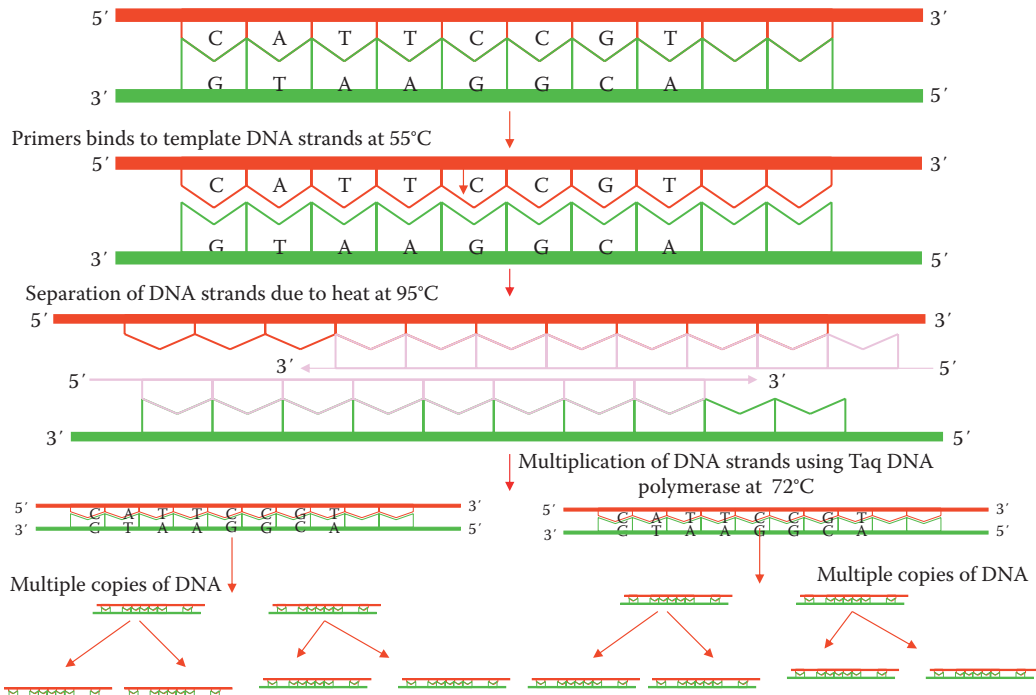 5′ 3′
C A T T C C G T
G T A A G G C A
3′ 5′
Primers binds to template DNA strands at 55°C
5′ 3′
C A T T C C G T
G T A A G G C A
3′ 5′
Separation of DNA strands due to heat at 95°C
5′ 3′
3′ 5′
5′ 3′
3′ 5′
Multiplication of DNA strands using Taq DNA
polymerase at 72°C
5′ 3′
C A T T C C G T
C T A A G G C A
3′ 5′
5′ 3′
C A T T C C G T
C T A A G G C A
3′ 5′
Multiple copies of DNA
Multiple copies of DNA